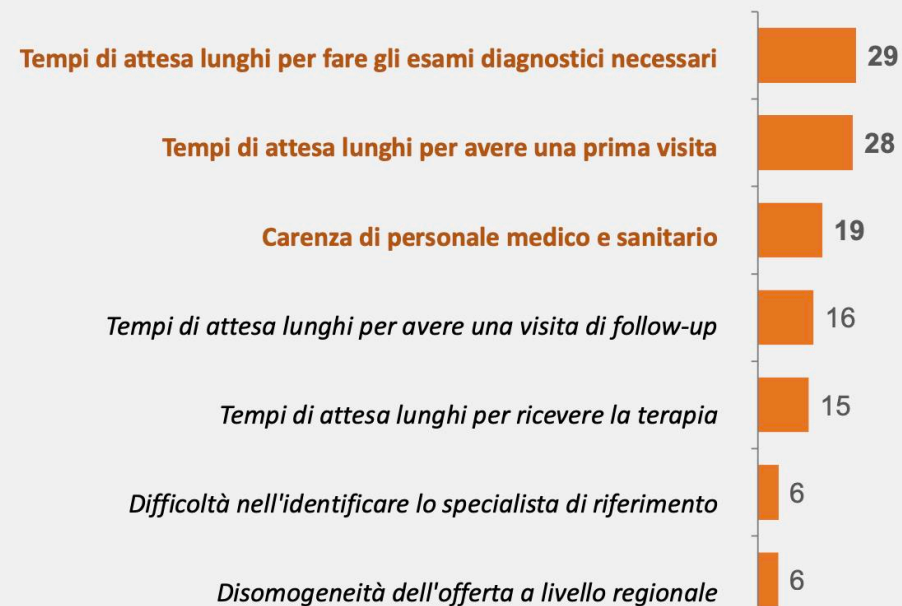 Tempi di attesa lunghi per fare gli esami diagnostici necessari 29
Tempi di attesa lunghi per avere una prima visita 28
Carenza di personale medico e sanitario 19
Tempi di attesa lunghi per avere una visita di follow-up 16
Tempi di attesa lunghi per ricevere la terapia 15
Difficoltà nell'identificare lo specialista di riferimento 6
Disomogeneità dell'offerta a livello regionale 6